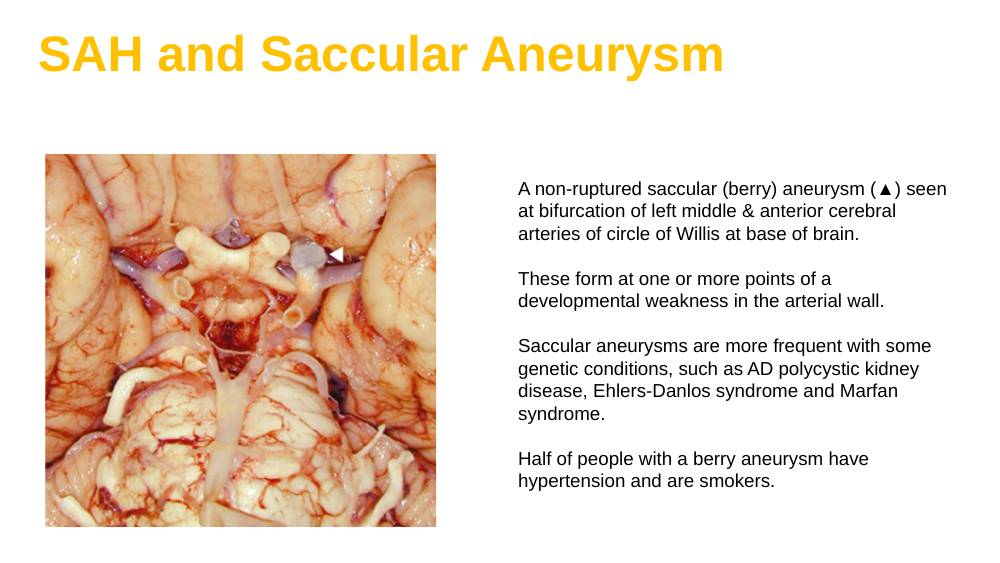 SAH and Saccular Aneurysm
A non-ruptured saccular (berry) aneurysm (▲) seen
at bifurcation of left middle & anterior cerebral
arteries of circle of Willis at base of brain.
These form at one or more points of a
developmental weakness in the arterial wall.
Saccular aneurysms are more frequent with some
genetic conditions, such as AD polycystic kidney
disease, Ehlers-Danlos syndrome and Marfan
syndrome.
Half of people with a berry aneurysm have
hypertension and are smokers.